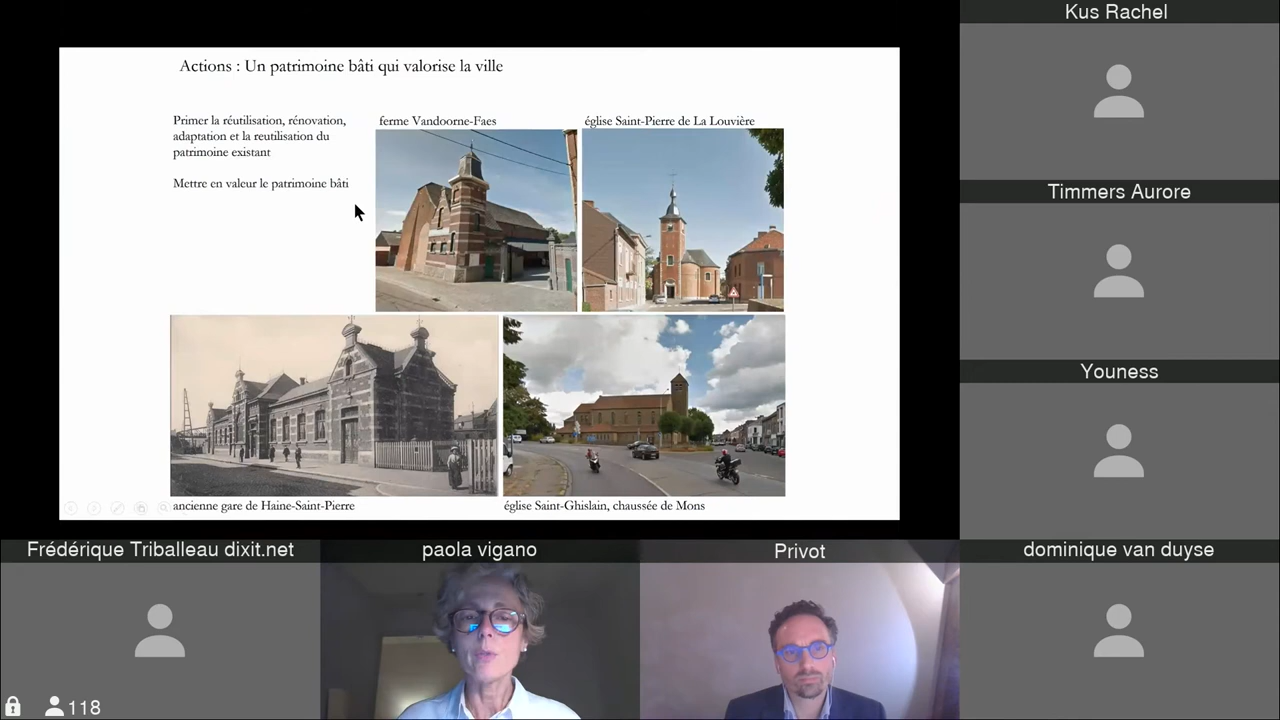 Actions : Un patrimoine bâti qui valorise la ville
Primer la réutilisation, rénovation,
adaptation et la reutilisation du
patrimoine existant
Mettre en valeur le patrimoine bâti
ferme Vandoorne-Faes
église Saint-Pierre de La Louvière
ancienne gare de Haine-Saint-Pierre
église Saint-Ghislain, chaussée de Mons
Kus Rachel
Timmers Aurore
Youness
Frédérique Triballeau dixit.net
paola vigano
Privot
dominique van duyse
118